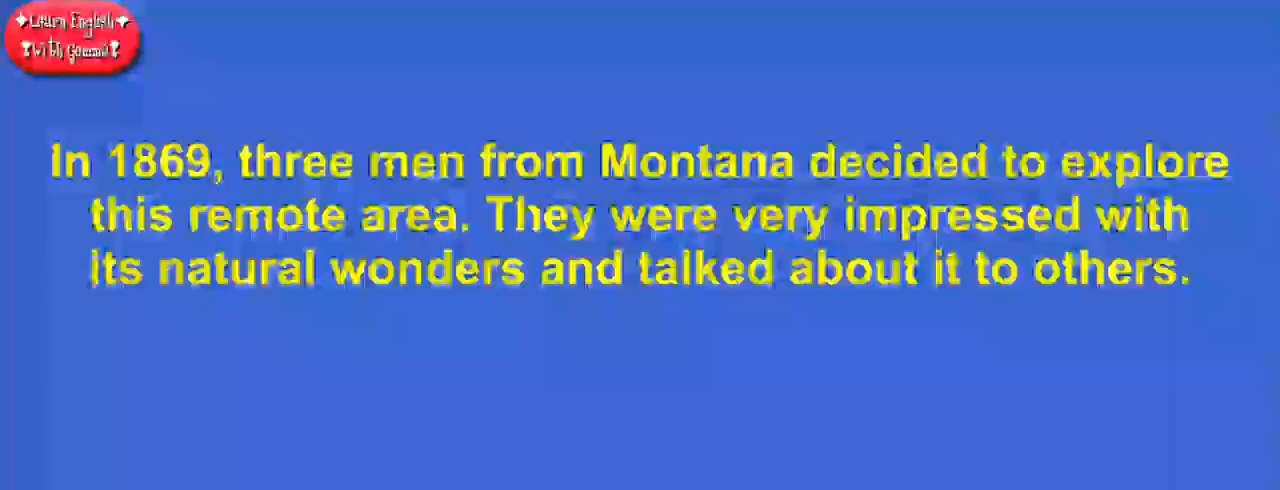 Learn English
with gemma
In 1869, three men from Montana decided to explore
this remote area. They were very impressed with
its natural wonders and talked about it to others.